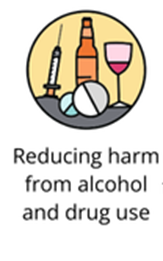 Reducing harm
from alcohol
and drug use